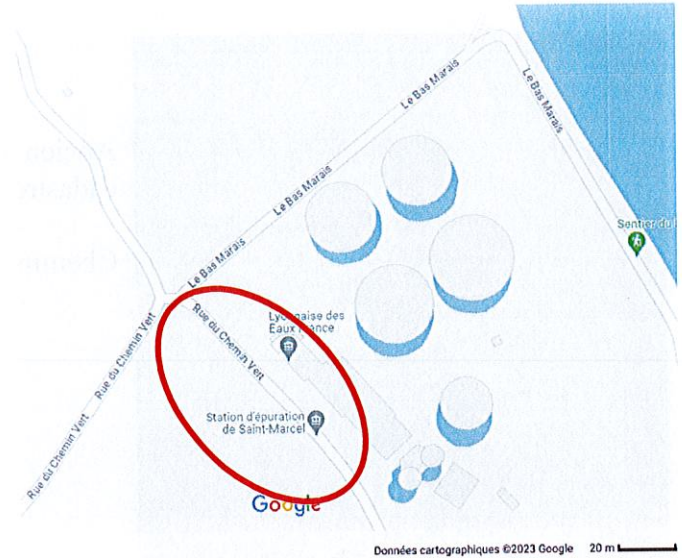 Le Bas Marais
Le Bas Marais
Le Bas Marais
Le Bas Marais
Sentier du
Rue du Chemin Vert
Rue du Chemin Vert
Rue du Chemin Vert
Lyonnaise des
Eaux France
Station d'épuration
de Saint-Marcel
Google
Données cartographiques ©2023 Google 20 m